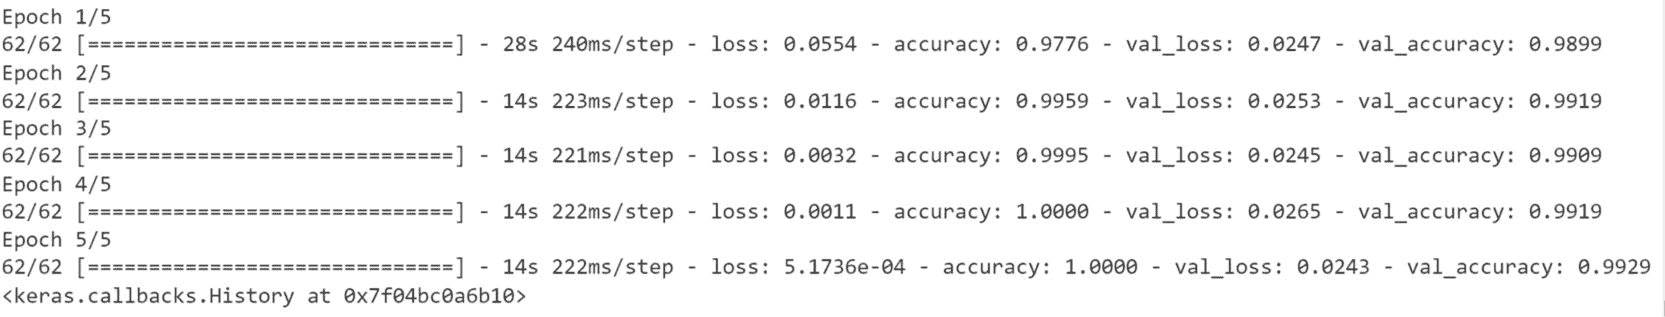 Epoch 1/5
62/62 [==============================] - 28s 240ms/step - loss: 0.0554 - accuracy: 0.9776 - val_loss: 0.0247 - val_accuracy: 0.9899
Epoch 2/5
62/62 [==============================] - 14s 223ms/step - loss: 0.0116 - accuracy: 0.9959 - val_loss: 0.0253 - val_accuracy: 0.9919
Epoch 3/5
62/62 [==============================] - 14s 221ms/step - loss: 0.0032 - accuracy: 0.9995 - val_loss: 0.0245 - val_accuracy: 0.9909
Epoch 4/5
62/62 [==============================] - 14s 222ms/step - loss: 0.0011 - accuracy: 1.0000 - val_loss: 0.0265 - val_accuracy: 0.9919
Epoch 5/5
62/62 [==============================] - 14s 222ms/step - loss: 5.1736e-04 - accuracy: 1.0000 - val_loss: 0.0243 - val_accuracy: 0.9929
<keras.callbacks.History at 0x7f04bc0a6b10>